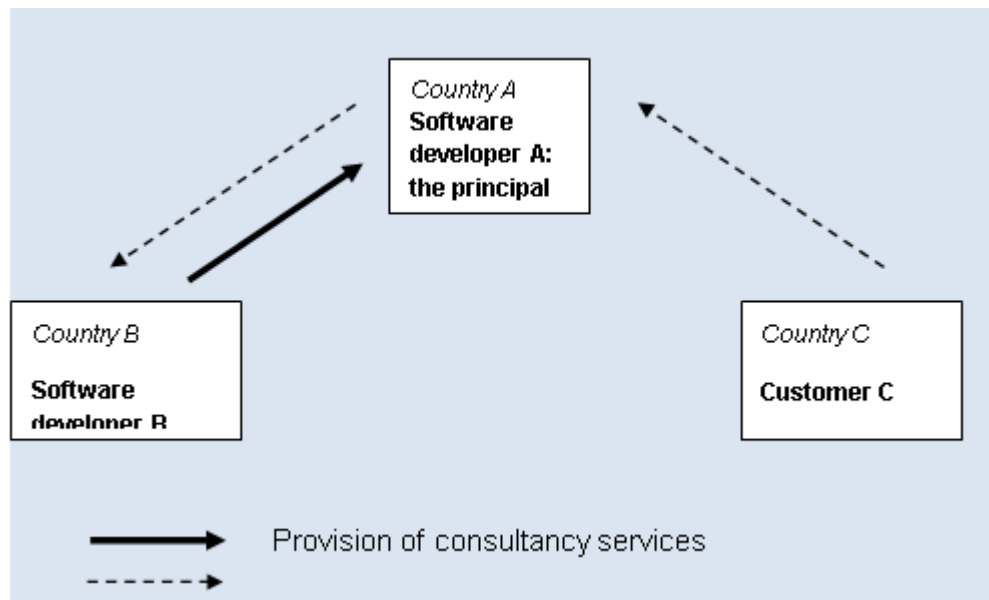 Country A
Software
developer A:
the principal
Country B
Software
developer B
Country C
Customer C
Provision of consultancy services